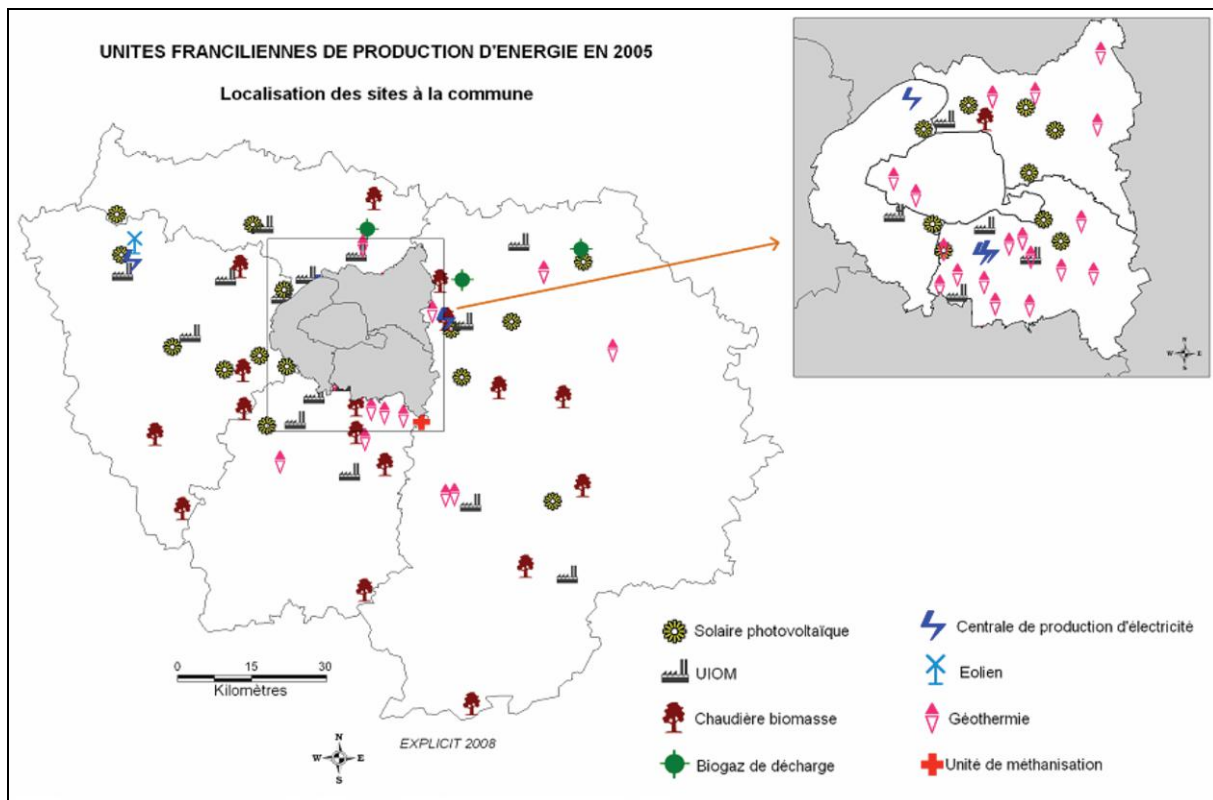 UNITES FRANCILIENNES DE PRODUCTION D'ENERGIE EN 2005
Localisation des sites à la commune
0 15 30
Kilomètres
N
W E
S
EXPLICIT 2008
Solaire photovoltaïque
UIOM
Chaudière biomasse
Biogaz de décharge
Centrale de production d'électricité
Eolien
Géothermie
Unité de méthanisation
N
W E
S